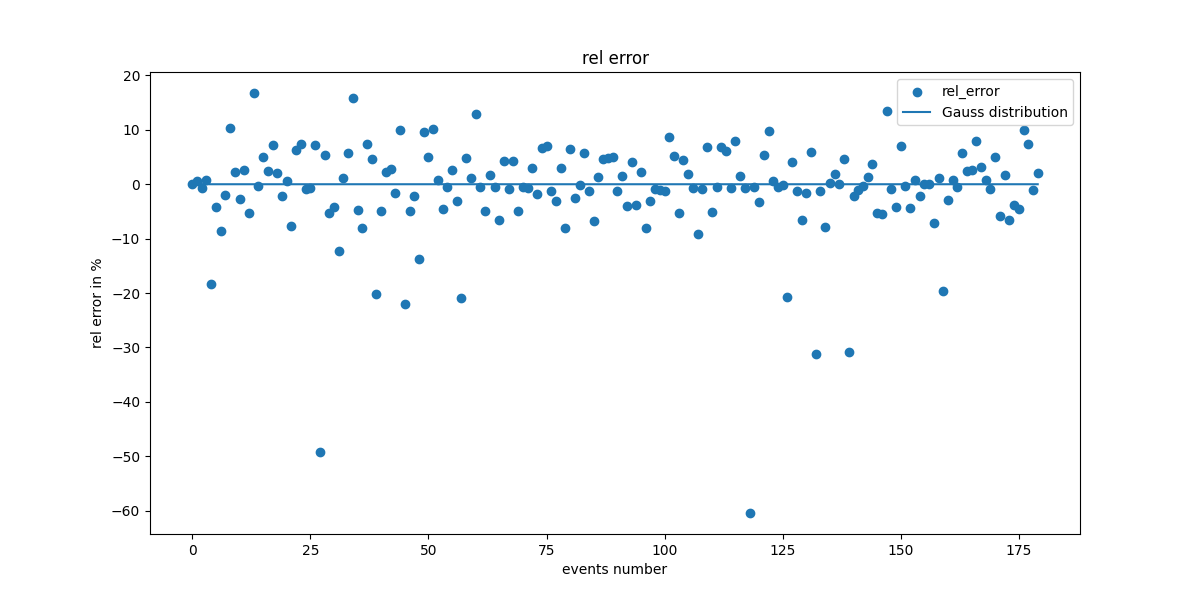 rel error
rel_error
Gauss distribution
20
10
0
−10
−20
−30
−40
−50
−60
rel error in %
0 25 50 75 100 125 150 175
events number